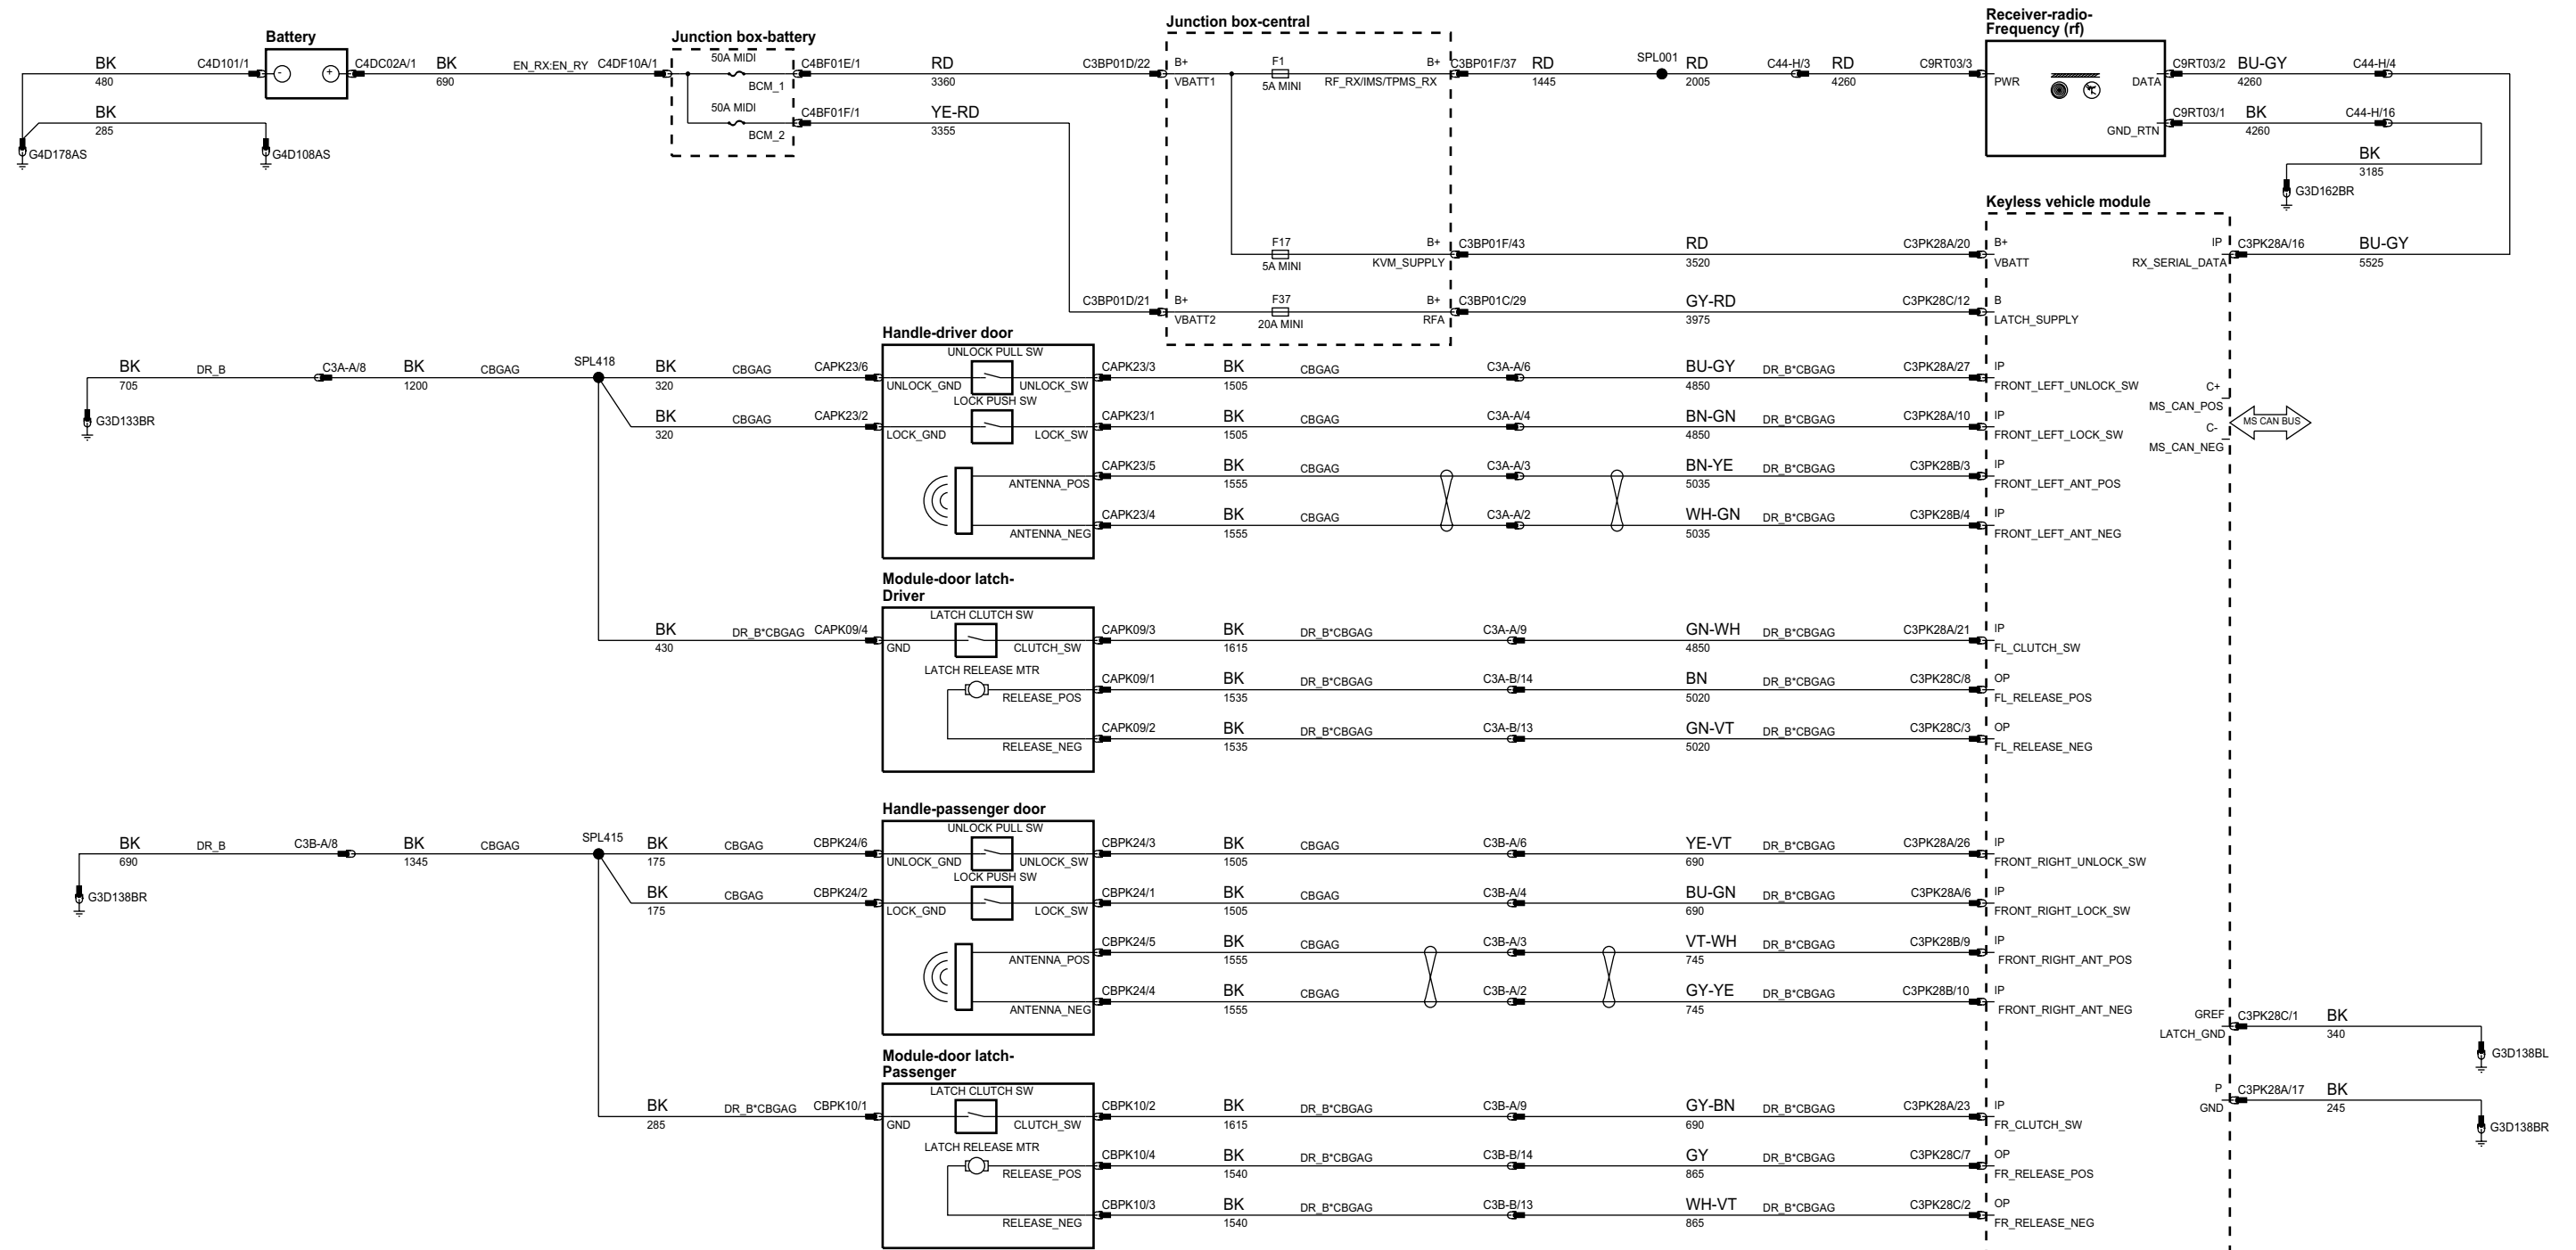 Battery
Junction box-battery
Junction box-central
Receiver-radio-
Frequency (rf)
BK
480
C4D101/1
-
+
C4DC02A/1
BK
690
EN_RX:EN_RY
C4DF10A/1
50A MIDI
BCM_1
C4BF01E/1
RD
3360
C3BP01D/22
B+
VBATT1
F1
5A MINI
B+
RF_RX/IMS/TPMS_RX
C3BP01F/37
RD
1445
SPL001
RD
2005
C44-H/3
RD
4260
C9RT03/3
PWR
DATA
C9RT03/2
BU-GY
4260
C44-H/4
BK
285
G4D178AS
G4D108AS
50A MIDI
BCM_2
C4BF01F/1
YE-RD
3355
GND_RTN
C9RT03/1
BK
4260
C44-H/16
BK
3185
G3D162BR
Keyless vehicle module
F17
5A MINI
B+
KVM_SUPPLY
C3BP01F/43
RD
3520
C3PK28A/20
B+
VBATT
IP
RX_SERIAL_DATA
C3PK28A/16
BU-GY
5525
C3BP01D/21
B+
VBATT2
F37
20A MINI
B+
RFA
C3BP01C/29
GY-RD
3975
C3PK28C/12
B
LATCH_SUPPLY
Handle-driver door
BK
705
DR_B
C3A-A/8
BK
1200
CBGAG
SPL418
BK
320
CBGAG
CAPK23/6
UNLOCK PULL SW
UNLOCK_GND
UNLOCK_SW
CAPK23/3
BK
1505
CBGAG
C3A-A/6
BU-GY
4850
DR_B*CBGAG
C3PK28A/27
IP
FRONT_LEFT_UNLOCK_SW
G3D133BR
BK
320
CBGAG
CAPK23/2
LOCK PUSH SW
LOCK_GND
LOCK_SW
CAPK23/1
BK
1505
CBGAG
C3A-A/4
BN-GN
4850
DR_B*CBGAG
C3PK28A/10
IP
FRONT_LEFT_LOCK_SW
C+
MS_CAN_POS
C-
MS_CAN_NEG
MS CAN BUS
ANTENNA_POS
CAPK23/5
BK
1555
CBGAG
C3A-A/3
BN-YE
5035
DR_B*CBGAG
C3PK28B/3
IP
FRONT_LEFT_ANT_POS
ANTENNA_NEG
CAPK23/4
BK
1555
CBGAG
C3A-A/2
WH-GN
5035
DR_B*CBGAG
C3PK28B/4
IP
FRONT_LEFT_ANT_NEG
Module-door latch-
Driver
BK
430
DR_B*CBGAG
CAPK09/4
LATCH CLUTCH SW
GND
CLUTCH_SW
CAPK09/3
BK
1615
DR_B*CBGAG
C3A-A/9
GN-WH
4850
DR_B*CBGAG
C3PK28A/21
IP
FL_CLUTCH_SW
LATCH RELEASE MTR
RELEASE_POS
CAPK09/1
BK
1535
DR_B*CBGAG
C3A-B/14
BN
5020
DR_B*CBGAG
C3PK28C/8
OP
FL_RELEASE_POS
RELEASE_NEG
CAPK09/2
BK
1535
DR_B*CBGAG
C3A-B/13
GN-VT
5020
DR_B*CBGAG
C3PK28C/3
OP
FL_RELEASE_NEG
Handle-passenger door
BK
690
DR_B
C3B-A/8
BK
1345
CBGAG
SPL415
BK
175
CBGAG
CBPK24/6
UNLOCK PULL SW
UNLOCK_GND
UNLOCK_SW
CBPK24/3
BK
1505
CBGAG
C3B-A/6
YE-VT
690
DR_B*CBGAG
C3PK28A/26
IP
FRONT_RIGHT_UNLOCK_SW
G3D138BR
BK
175
CBGAG
CBPK24/2
LOCK PUSH SW
LOCK_GND
LOCK_SW
CBPK24/1
BK
1505
CBGAG
C3B-A/4
BU-GN
690
DR_B*CBGAG
C3PK28A/6
IP
FRONT_RIGHT_LOCK_SW
ANTENNA_POS
CBPK24/5
BK
1555
CBGAG
C3B-A/3
VT-WH
745
DR_B*CBGAG
C3PK28B/9
IP
FRONT_RIGHT_ANT_POS
ANTENNA_NEG
CBPK24/4
BK
1555
CBGAG
C3B-A/2
GY-YE
745
DR_B*CBGAG
C3PK28B/10
IP
FRONT_RIGHT_ANT_NEG
GREF
LATCH_GND
C3PK28C/1
BK
340
G3D138BL
Module-door latch-
Passenger
BK
285
DR_B*CBGAG
CBPK10/1
LATCH CLUTCH SW
GND
CLUTCH_SW
CBPK10/2
BK
1615
DR_B*CBGAG
C3B-A/9
GY-BN
690
DR_B*CBGAG
C3PK28A/23
IP
FR_CLUTCH_SW
P
GND
C3PK28A/17
BK
245
G3D138BR
LATCH RELEASE MTR
RELEASE_POS
CBPK10/4
BK
1540
DR_B*CBGAG
C3B-B/14
GY
865
DR_B*CBGAG
C3PK28C/7
OP
FR_RELEASE_POS
RELEASE_NEG
CBPK10/3
BK
1540
DR_B*CBGAG
C3B-B/13
WH-VT
865
DR_B*CBGAG
C3PK28C/2
OP
FR_RELEASE_NEG